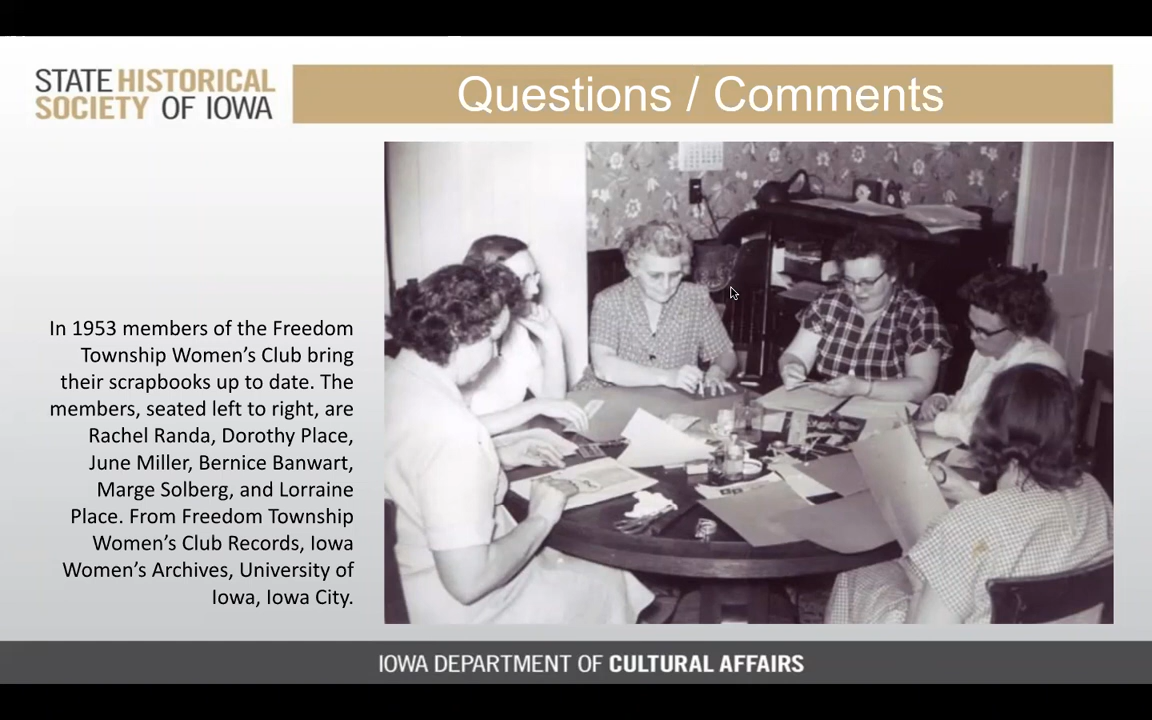 STATE HISTORICAL
SOCIETY OF IOWA
Questions / Comments
In 1953 members of the Freedom
Township Women’s Club bring
their scrapbooks up to date. The
members, seated left to right, are
Rachel Randa, Dorothy Place,
June Miller, Bernice Banwart,
Marge Solberg, and Lorraine
Place. From Freedom Township
Women’s Club Records, Iowa
Women’s Archives, University of
Iowa, Iowa City.
IOWA DEPARTMENT OF CULTURAL AFFAIRS